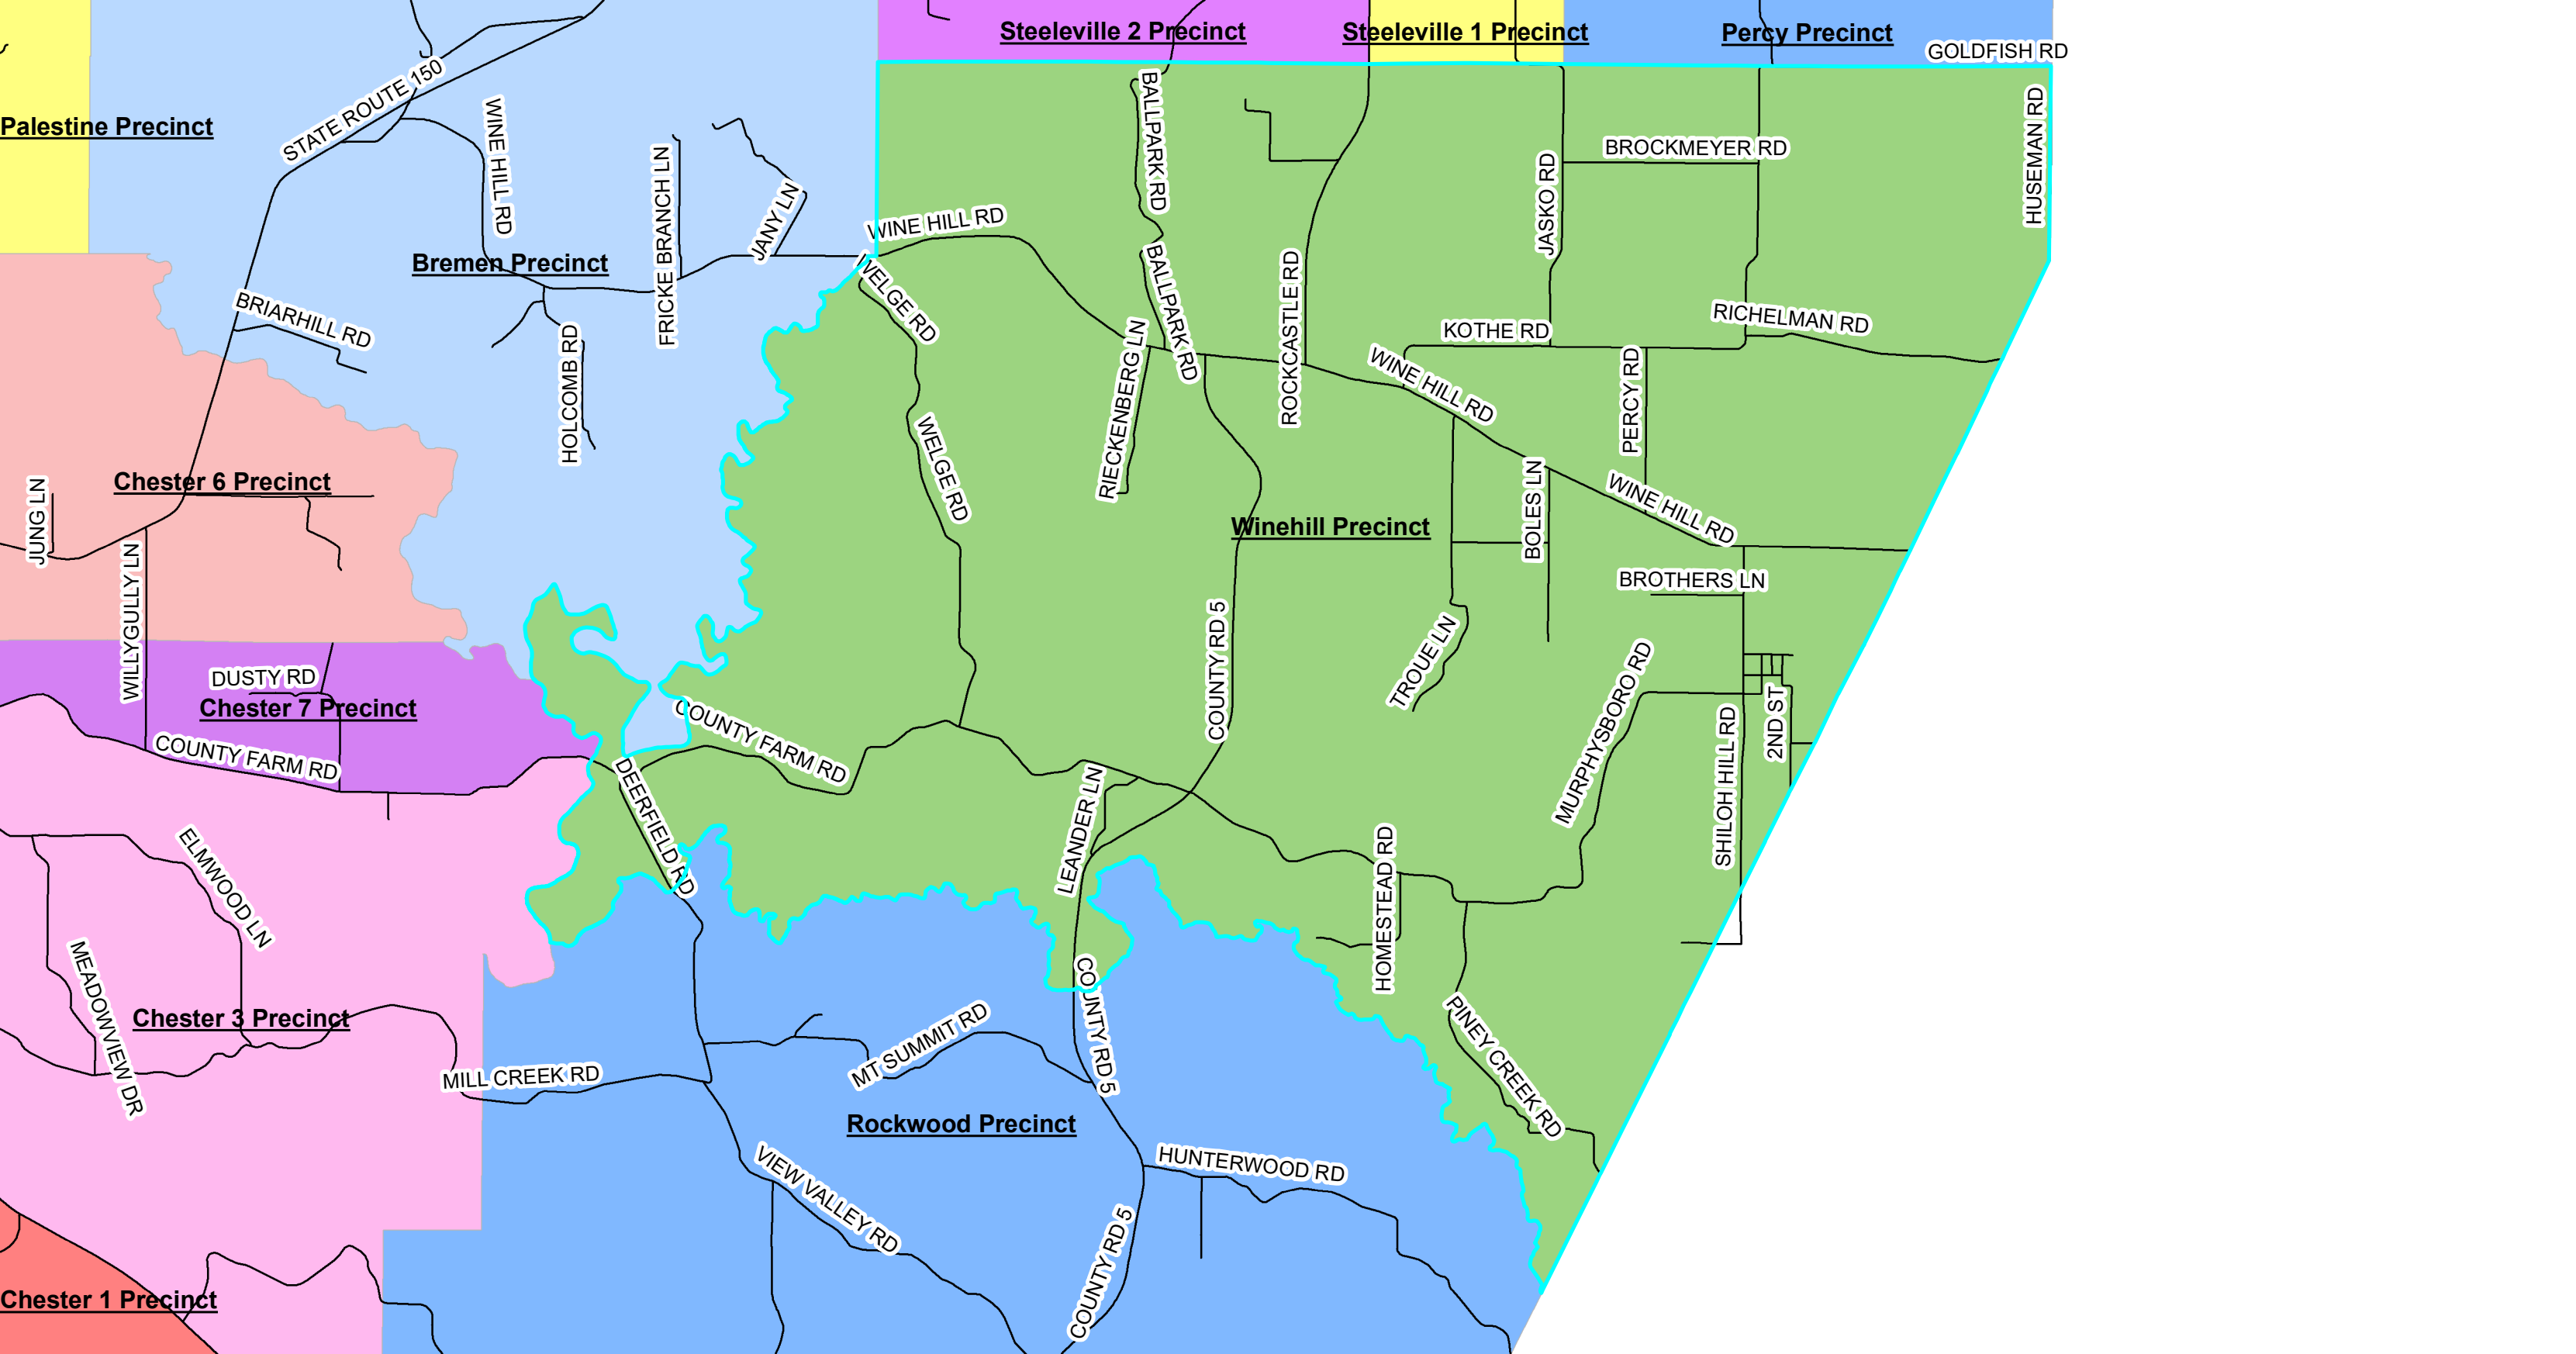 Steeleville 2 Precinct
Steeleville 1 Precinct
Percy Precinct
GOLDFISH RD
STATE ROUTE 150
Palestine Precinct
WINE HILL RD
FRICKE BRANCH LN
JANY LN
BALLPARK RD
BROCKMEYER RD
JASKO RD
HUSEMAN RD
WINE HILL RD
Bremen Precinct
WELGE RD
BALLPARK RD
ROCKCASTLE RD
BRIARHILL RD
HOLCOMB RD
RIECKENBERG LN
KOTHE RD
RICHELMAN RD
WINE HILL RD
PERCY RD
WELGE RD
Chester 6 Precinct
JUNG LN
WILLYGULLY LN
Winehill Precinct
BOLES LN
WINE HILL RD
BROTHERS LN
COUNTY RD 5
TROUE LN
MURPHYSBORO RD
DUSTY RD
Chester 7 Precinct
COUNTY FARM RD
COUNTY FARM RD
2ND ST
SHILOH HILL RD
DEERFIELD RD
LEANDER LN
HOMESTEAD RD
ELMWOOD LN
MEADOWVIEW DR
Chester 3 Precinct
COUNTY RD 5
PINEY CREEK RD
MT SUMMIT RD
MILL CREEK RD
Rockwood Precinct
HUNTERWOOD RD
VIEW VALLEY RD
COUNTY RD 5
Chester 1 Precinct